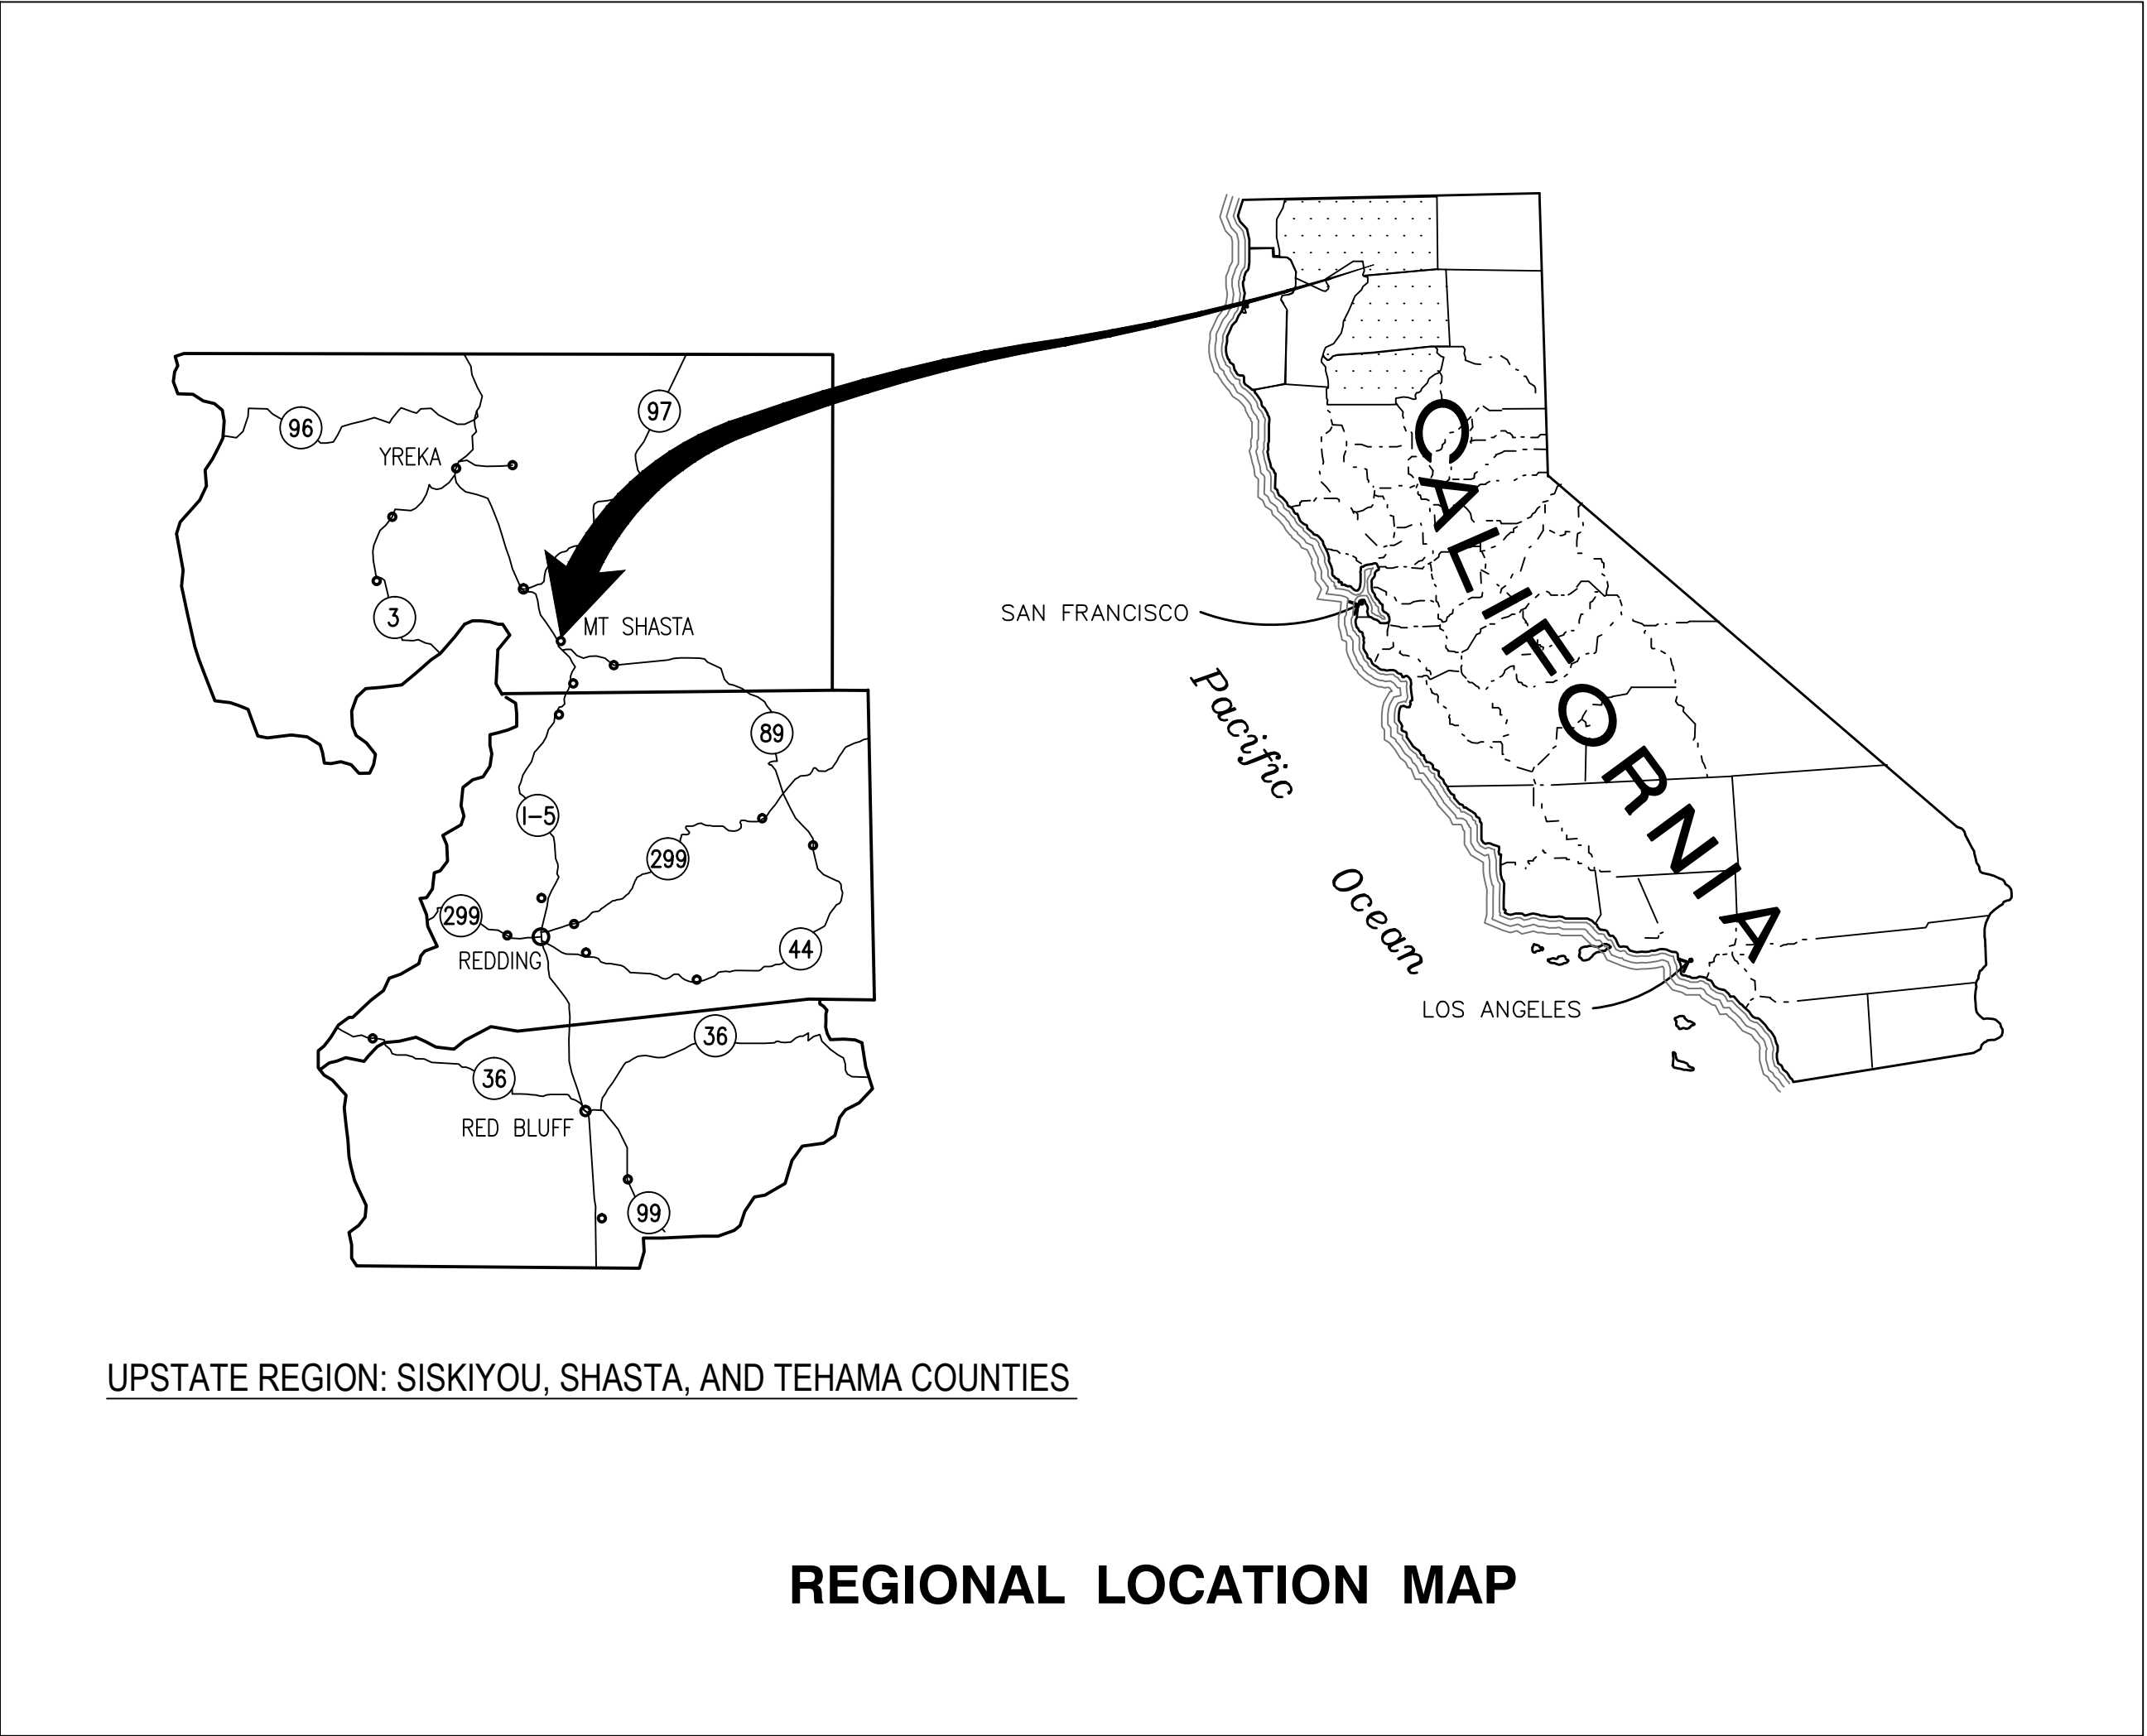 96
97
YREKA
3
MT SHASTA
89
I-5
299
299
REDDING
44
36
36
RED BLUFF
99
CALIFORNIA
SAN FRANCISCO
Pacific
Ocean
LOS ANGELES
UPSTATE REGION: SISKIYOU, SHASTA, AND TEHAMA COUNTIES
REGIONAL LOCATION MAP